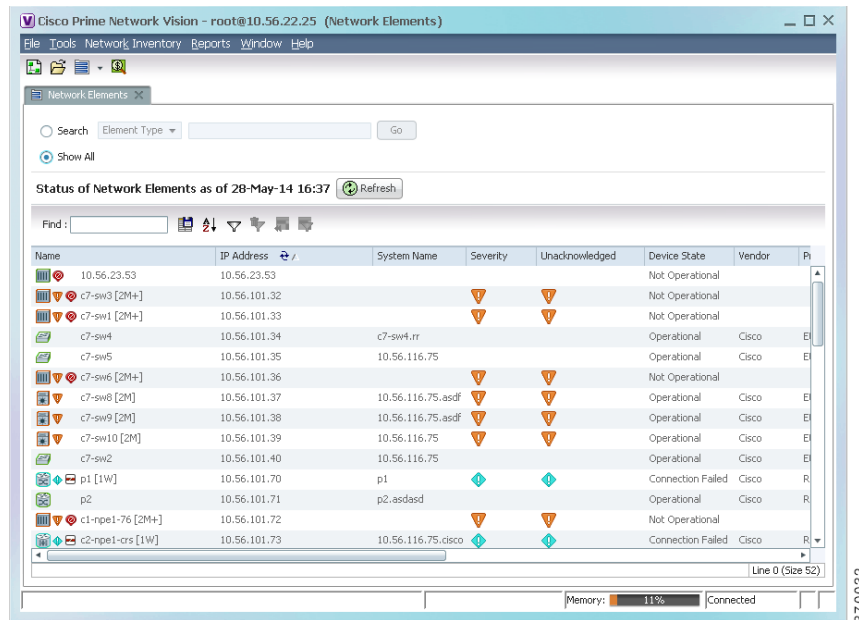 Cisco Prime Network Vision - root@10.56.22.25 (Network Elements)
File Tools Network Inventory Reports Window Help
Network Elements
Search Element Type Go
Show All
Status of Network Elements as of 28-May-14 16:37 Refresh
Find :
Name IP Address System Name Severity Unacknowledged Device State Vendor
10.56.23.53 10.56.23.53 Not Operational
c7-sw3 [2M+] 10.56.101.32 Not Operational
c7-sw1 [2M+] 10.56.101.33 Not Operational
c7-sw4 10.56.101.34 c7-sw4.rr Operational Cisco
c7-sw5 10.56.101.35 10.56.116.75 Operational Cisco
c7-sw6 [2M+] 10.56.101.36 Not Operational
c7-sw8 [2M] 10.56.101.37 10.56.116.75.asdf Operational Cisco
c7-sw9 [2M] 10.56.101.38 10.56.116.75.asdf Operational Cisco
c7-sw10 [2M] 10.56.101.39 10.56.116.75 Operational Cisco
c7-sw2 10.56.101.40 10.56.116.75 Operational Cisco
p1 [1W] 10.56.101.70 p1 Connection Failed Cisco R
p2 10.56.101.71 p2.asdasd Operational Cisco R
c1-npe1-76 [2M+] 10.56.101.72 Not Operational
c2-npe1-crs [1W] 10.56.101.73 10.56.116.75.cisco Connection Failed Cisco R
Line 0 (Size 52)
Memory: 11% Connected